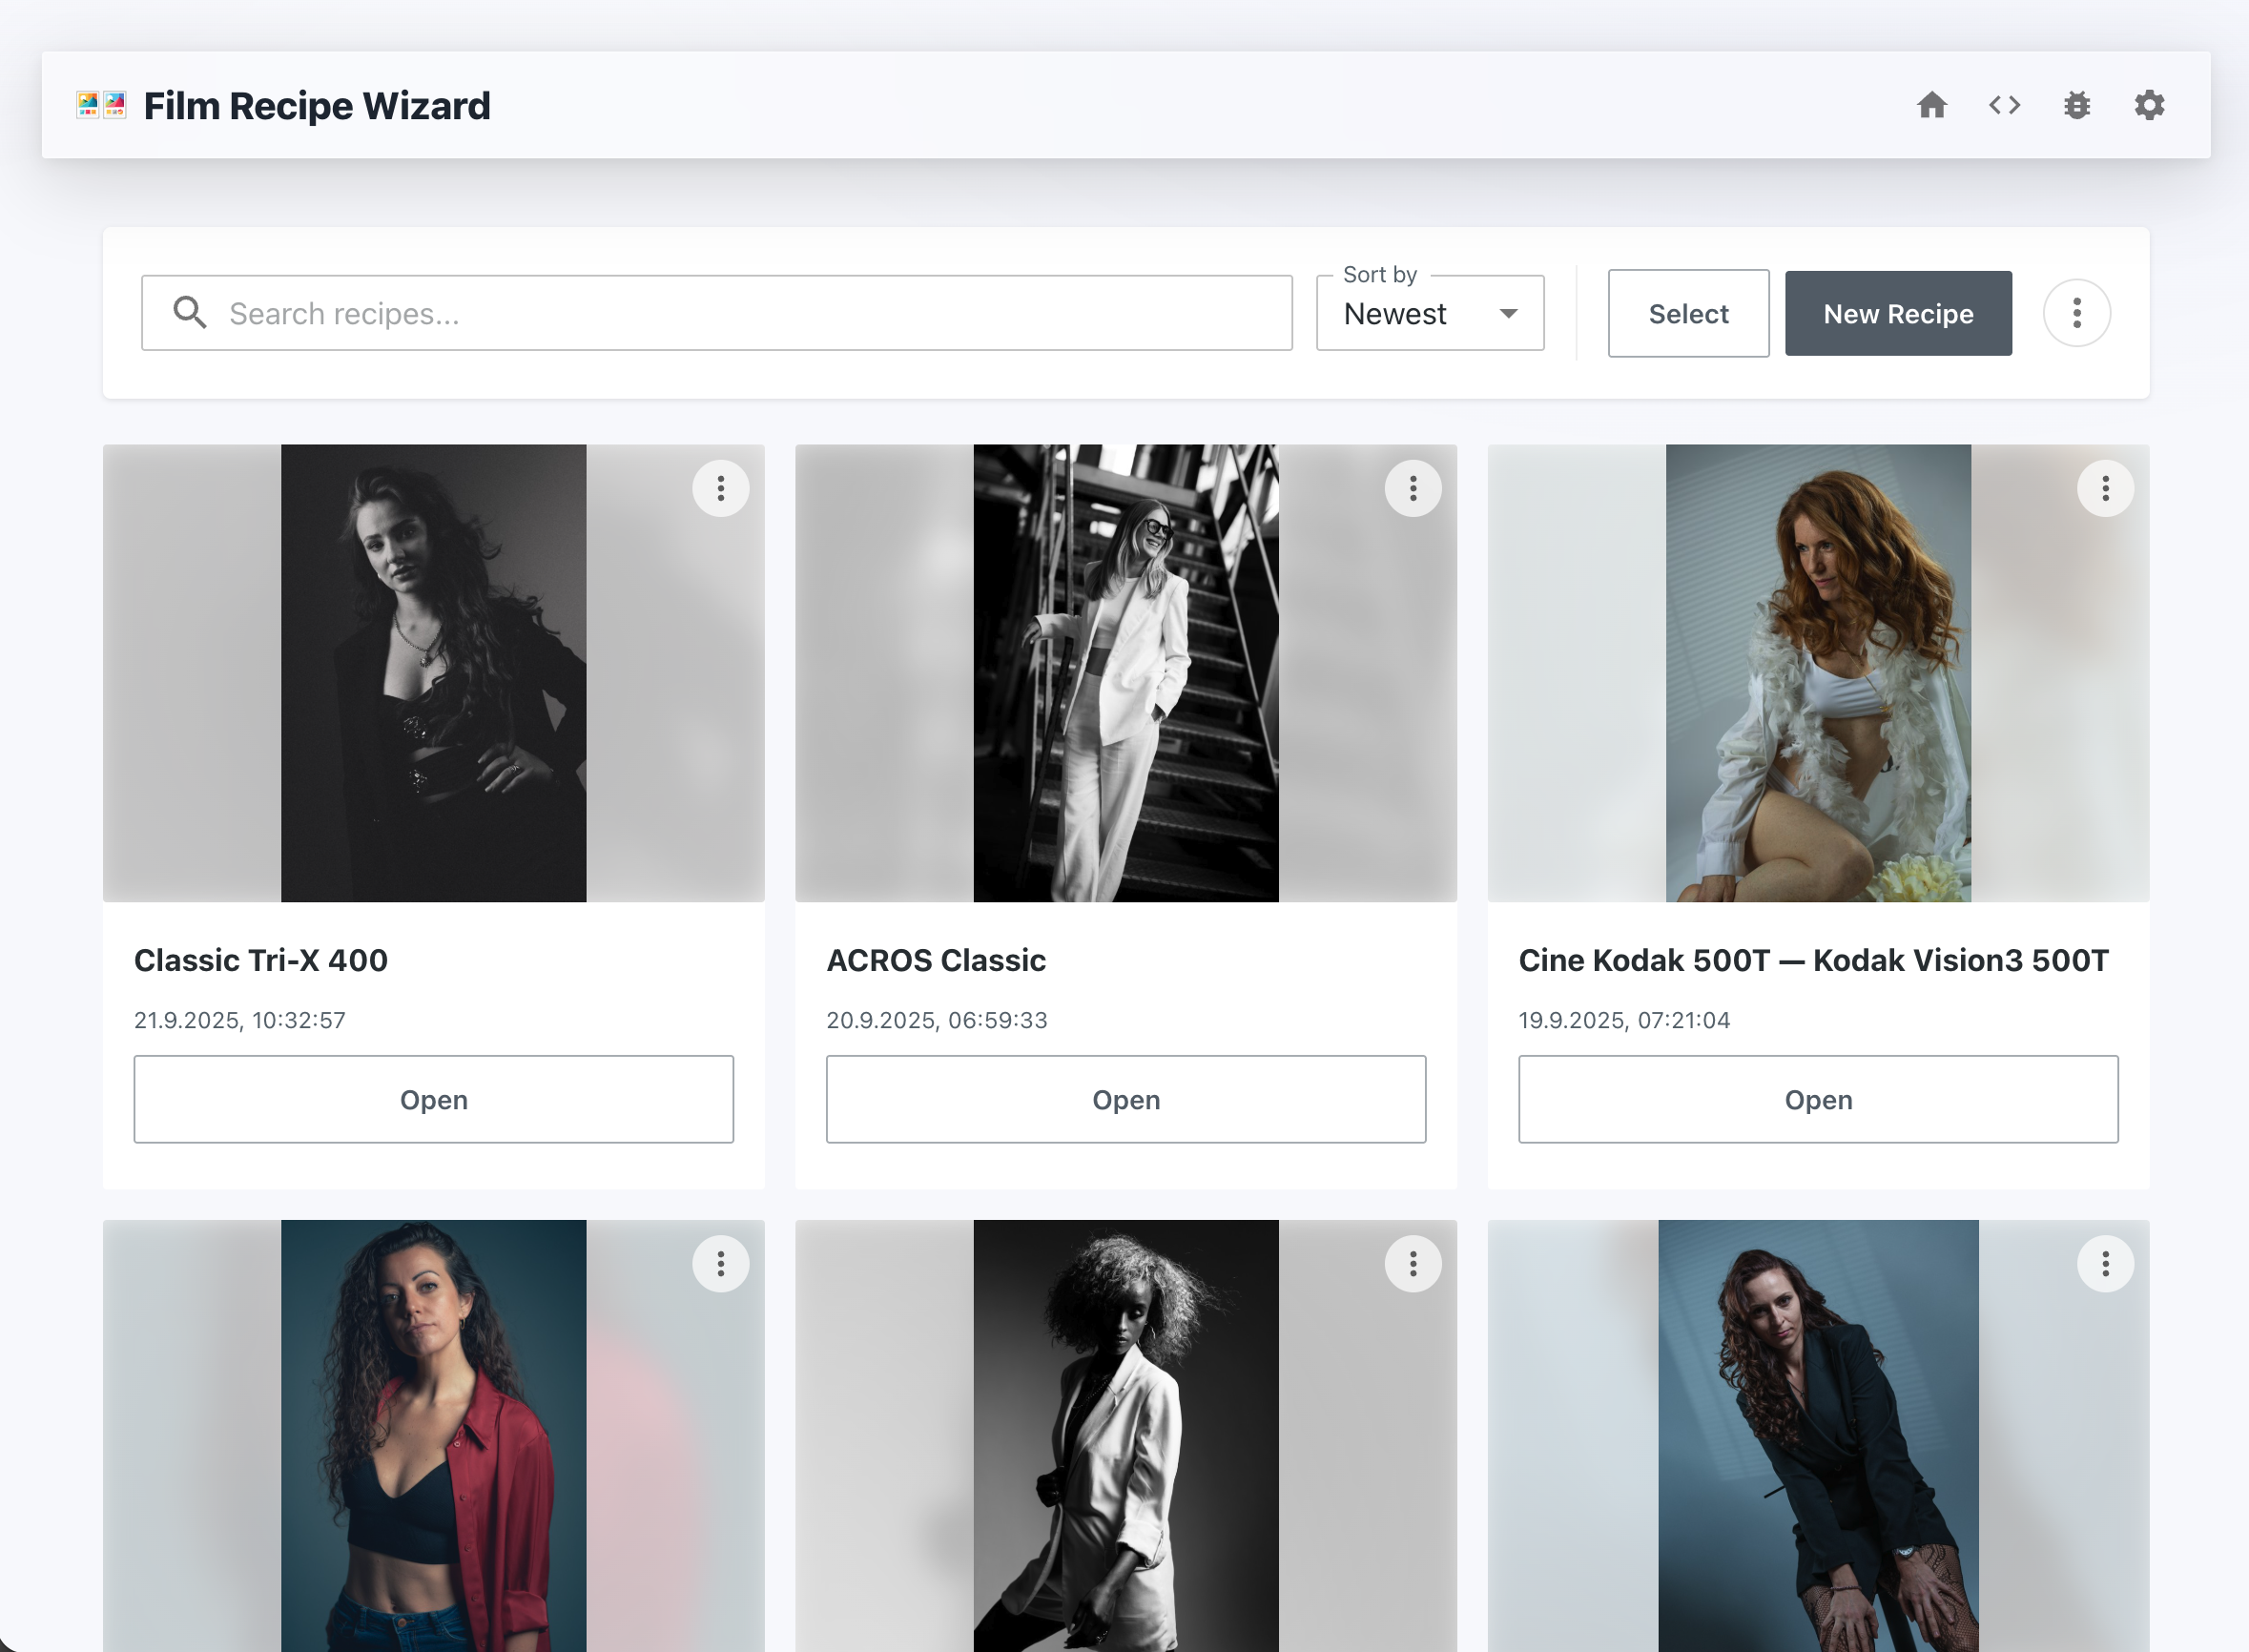 Film Recipe Wizard
Sort by
Search recipes...
Newest
Select
New Recipe
Classic Tri-X 400
21.9.2025, 10:32:57
Open
ACROS Classic
20.9.2025, 06:59:33
Open
Cine Kodak 500T — Kodak Vision3 500T
19.9.2025, 07:21:04
Open